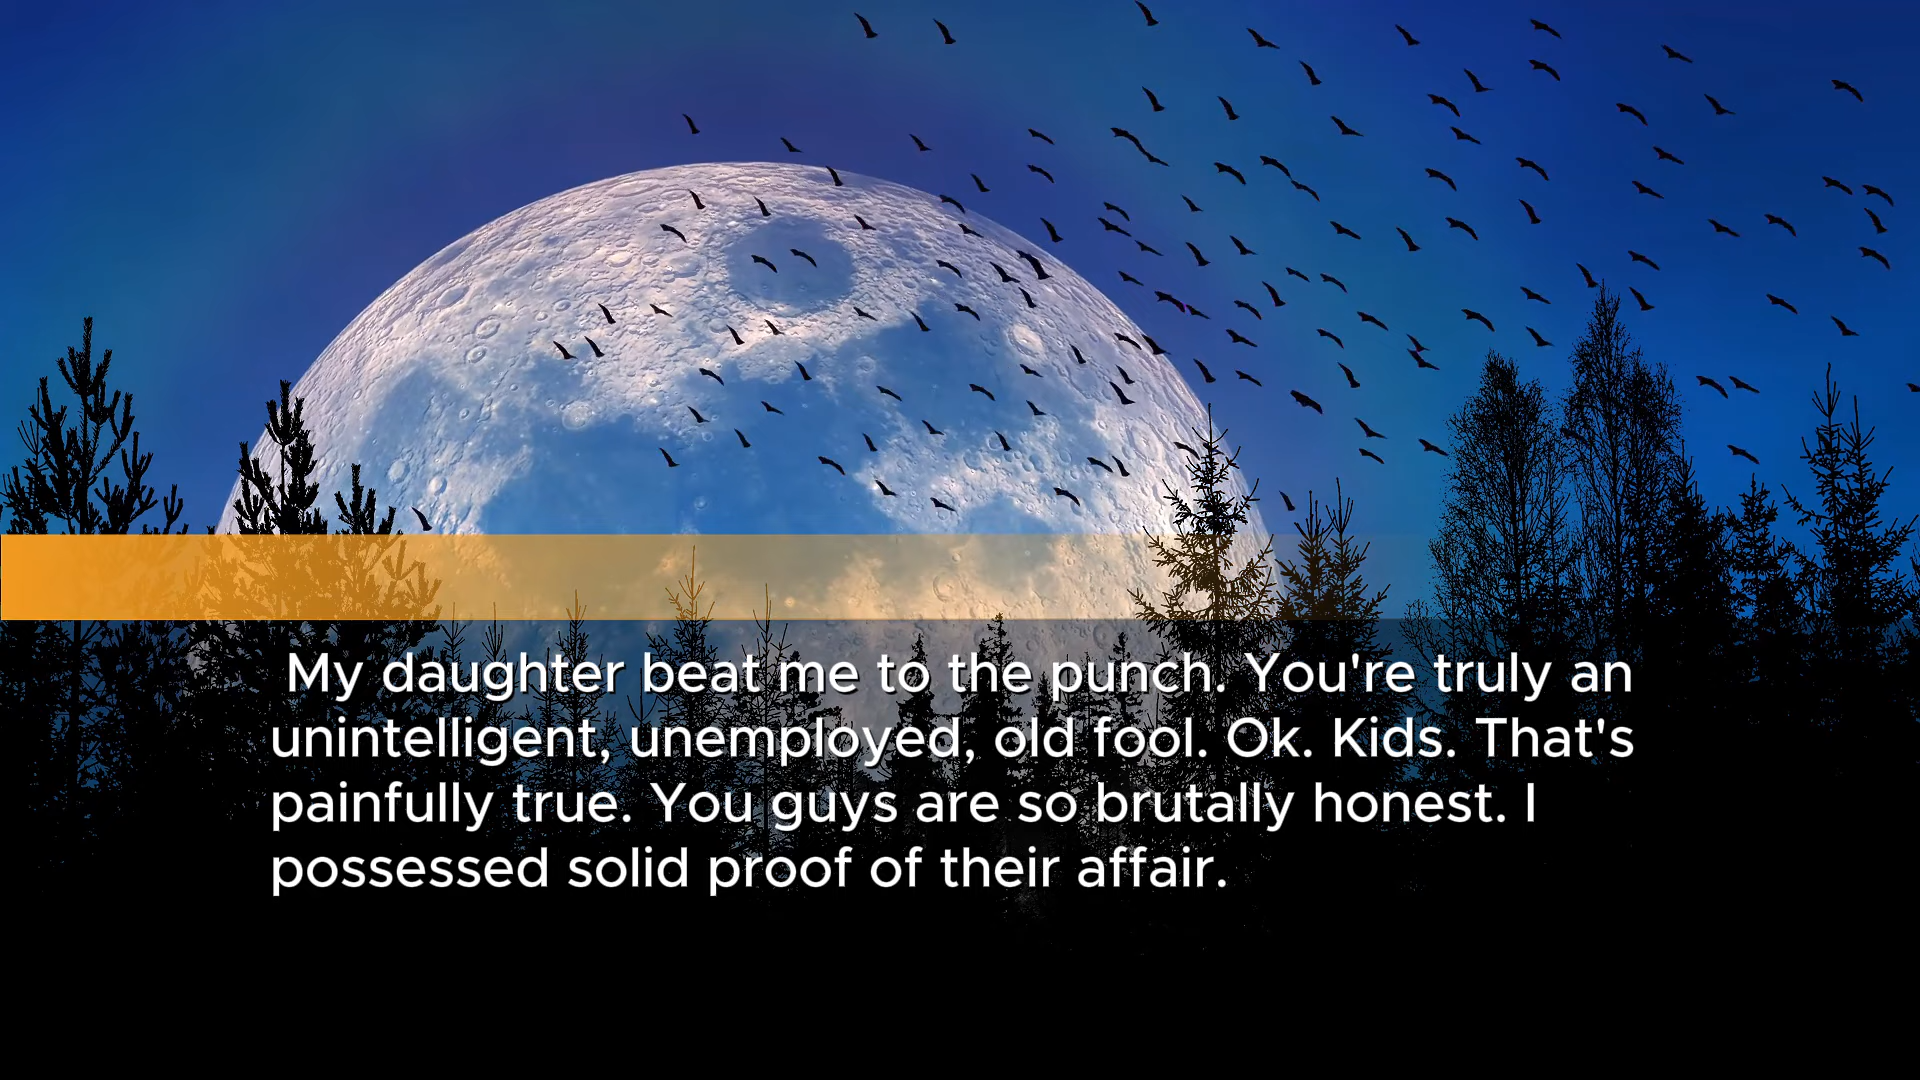 My daughter beat me to the punch. You're truly an
unintelligent, unemployed, old fool. Ok. Kids. That's
painfully true. You guys are so brutally honest. I
possessed solid proof of their affair.